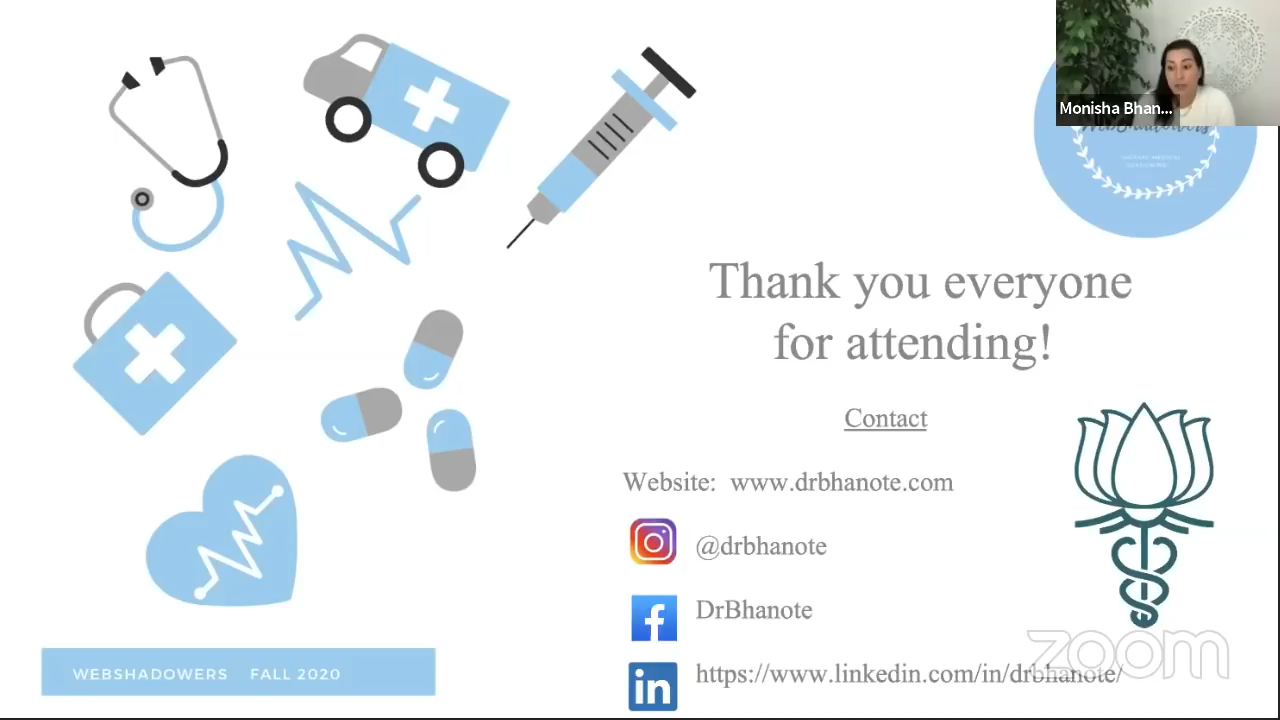 Monisha Bhan...
Thank you everyone
for attending!
Contact
Website: www.drbhanote.com
@drbhanote
DrBhanote
https://www.linkedin.com/in/drbhanote/
WEBSHADOWERS FALL 2020
zoom